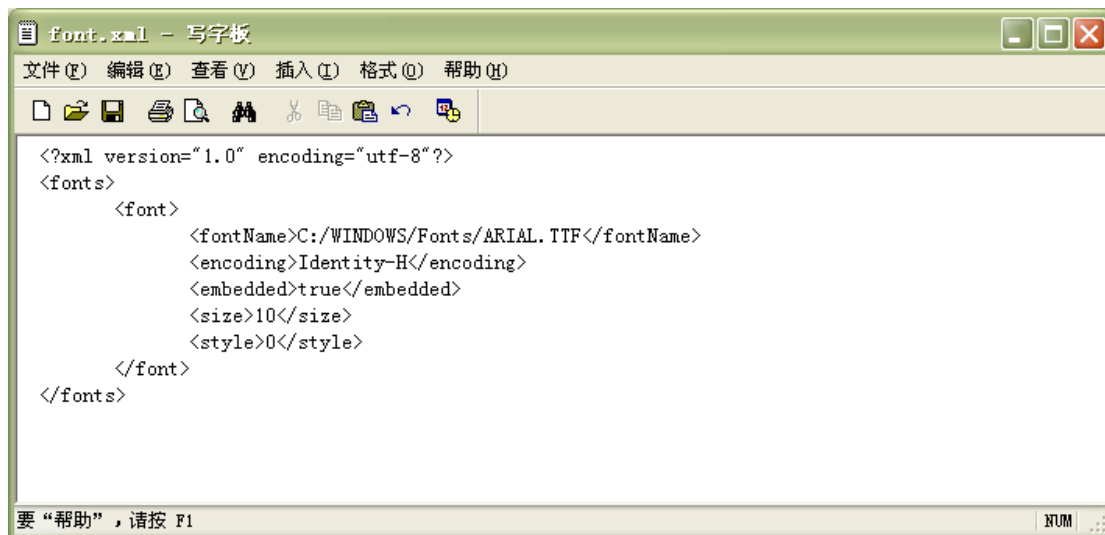 font.xml - 写字板
文件(F) 编辑(E) 查看(V) 插入(I) 格式(O) 帮助(H)
<?xml version="1.0" encoding="utf-8"?>
<fonts>
<font>
<fontName>C:/WINDOWS/Fonts/ARIAL.TTF</fontName>
<encoding>Identity-H</encoding>
<embedded>true</embedded>
<size>10</size>
<style>0</style>
</font>
</fonts>
要“帮助”，请按 F1
NUM